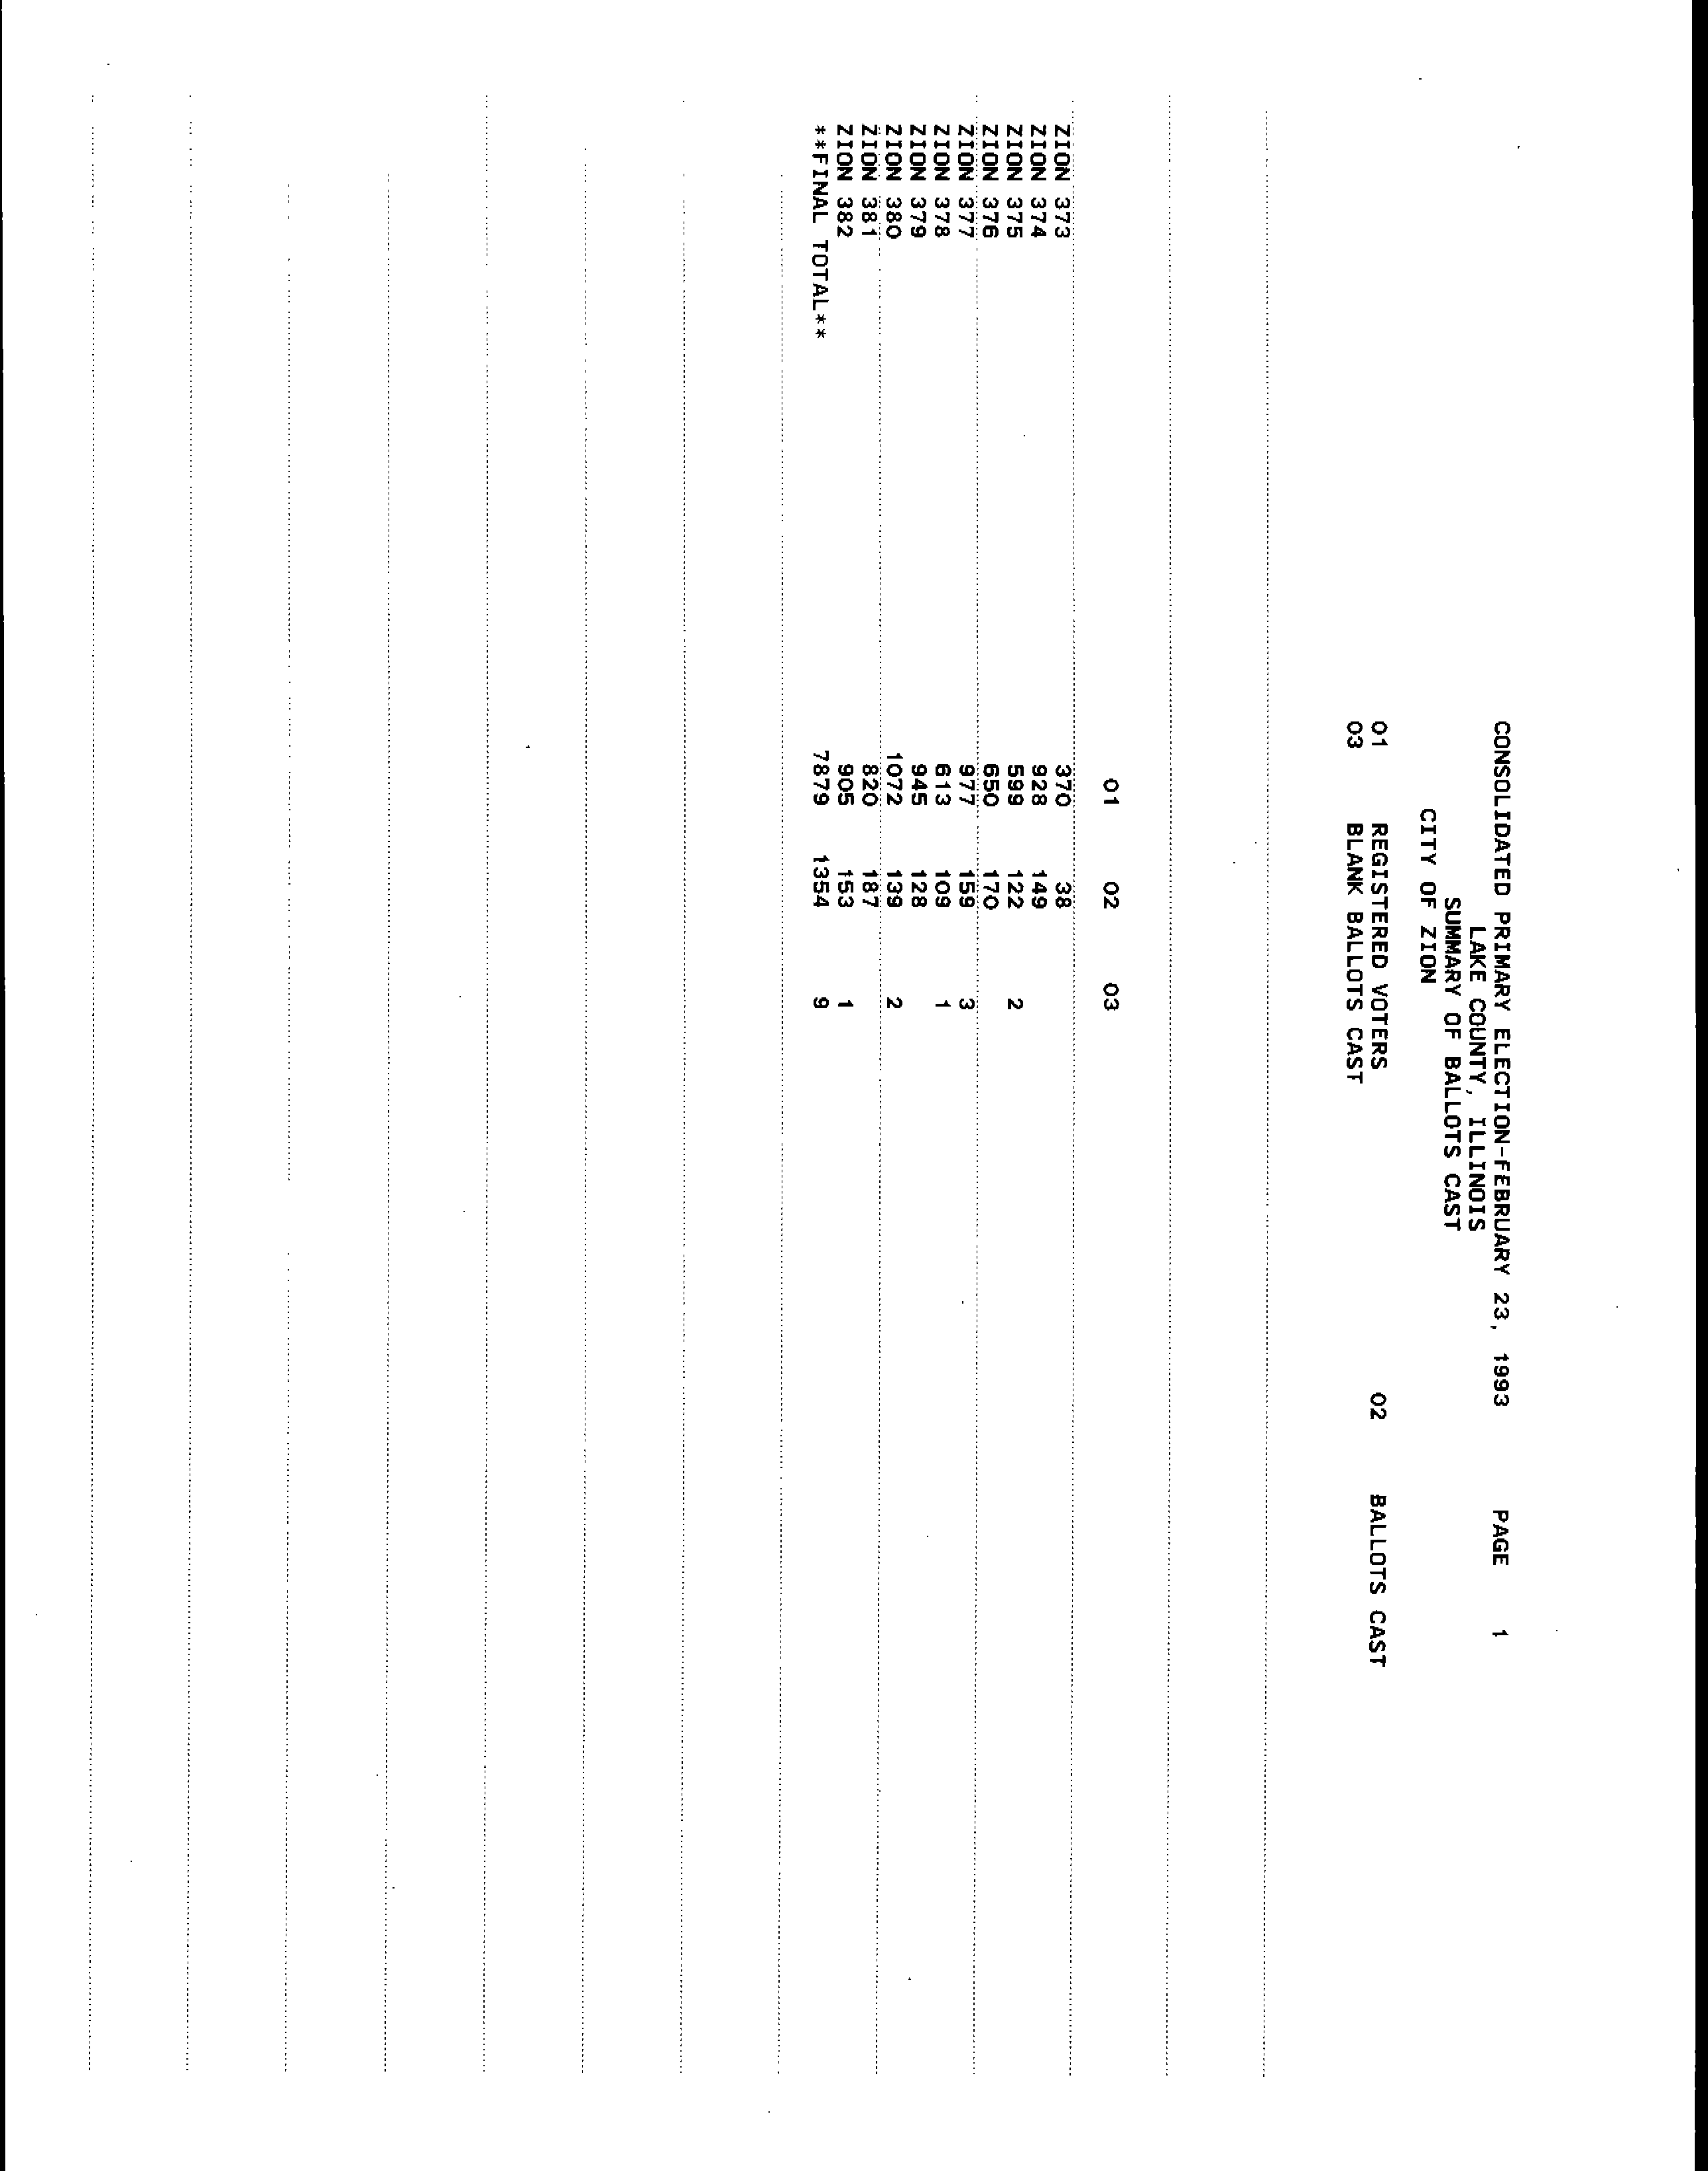 CONSOLIDATED PRIMARY ELECTION-FEBRUARY 23, 1993 PAGE 1
LAKE COUNTY, ILLINOIS
SUMMARY OF BALLOTS CAST
CITY OF ZION
01 REGISTERED VOTERS 02 BALLOTS CAST
03 BLANK BALLOTS CAST
01 02 03
ZION 373 370 38
ZION 374 928 149
ZION 375 599 122 2
ZION 376 650 170
ZION 377 977 159 3
ZION 378 613 109 1
ZION 379 945 128
ZION 380 1072 139 2
ZION 381 820 187
ZION 382 905 153 1
**FINAL TOTAL** 7879 1354 9